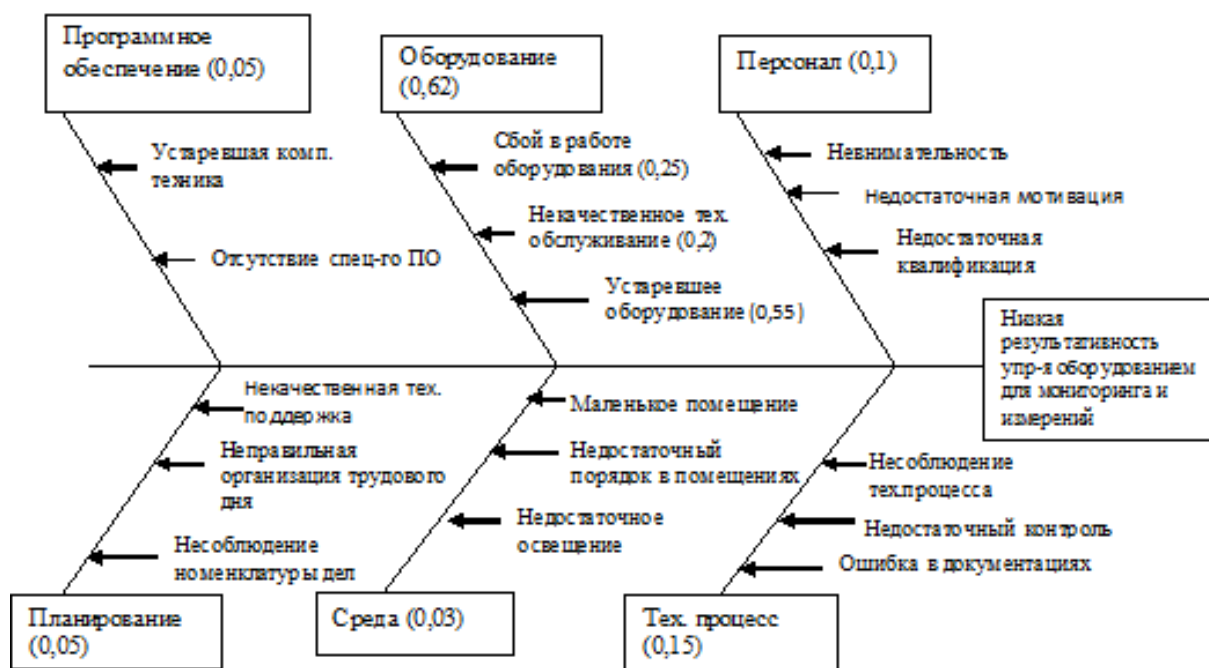 Программное
обеспечение (0,05)
Оборудование
(0,62)
Персонал (0,1)
Устаревшая комп.
техника
Отсутствие спец-го ПО
Сбой в работе
оборудования (0,25)
Некачественное тех.
обслуживание (0,2)
Устаревшее
оборудование (0,55)
Невнимательность
Недостаточная мотивация
Недостаточная
квалификация
Низкая
результативность
упр-я оборудованием
для мониторинга и
измерений
Некачественная тех.
поддержка
Неправильная
организация трудового
дня
Несоблюдение
номенклатуры дел
Маленькое помещение
Недостаточный
порядок в помещениях
Недостаточное
освещение
Несоблюдение
тех.процесса
Недостаточный контроль
Ошибка в документациях
Планирование
(0,05)
Среда (0,03)
Тех. процесс
(0,15)